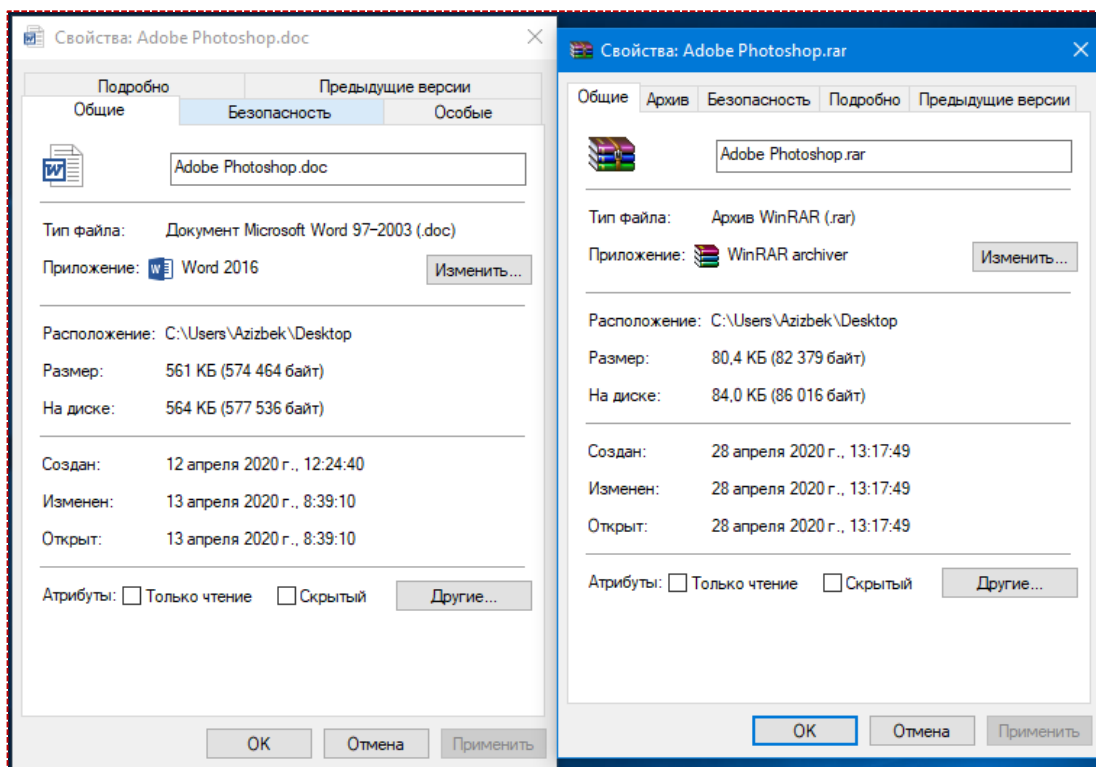 Свойства: Adobe Photoshop.doc
Подробно Предыдущие версии
Общие Безопасность Особые
Adobe Photoshop.doc
Тип файла: Документ Microsoft Word 97–2003 (.doc)
Приложение: Word 2016 Изменить...
Расположение: C:\Users\Azizbek\Desktop
Размер: 561 КБ (574 464 байт)
На диске: 564 КБ (577 536 байт)
Создан: 12 апреля 2020 г., 12:24:40
Изменен: 13 апреля 2020 г., 8:39:10
Открыт: 13 апреля 2020 г., 8:39:10
Атрибуты: Только чтение Скрытый Другие...
OK Отмена Применить
Свойства: Adobe Photoshop.rar
Общие Архив Безопасность Подробно Предыдущие версии
Adobe Photoshop.rar
Тип файла: Архив WinRAR (.rar)
Приложение: WinRAR archiver Изменить...
Расположение: C:\Users\Azizbek\Desktop
Размер: 80,4 КБ (82 379 байт)
На диске: 84,0 КБ (86 016 байт)
Создан: 28 апреля 2020 г., 13:17:49
Изменен: 28 апреля 2020 г., 13:17:49
Открыт: 28 апреля 2020 г., 13:17:49
Атрибуты: Только чтение Скрытый Другие...
OK Отмена Применить